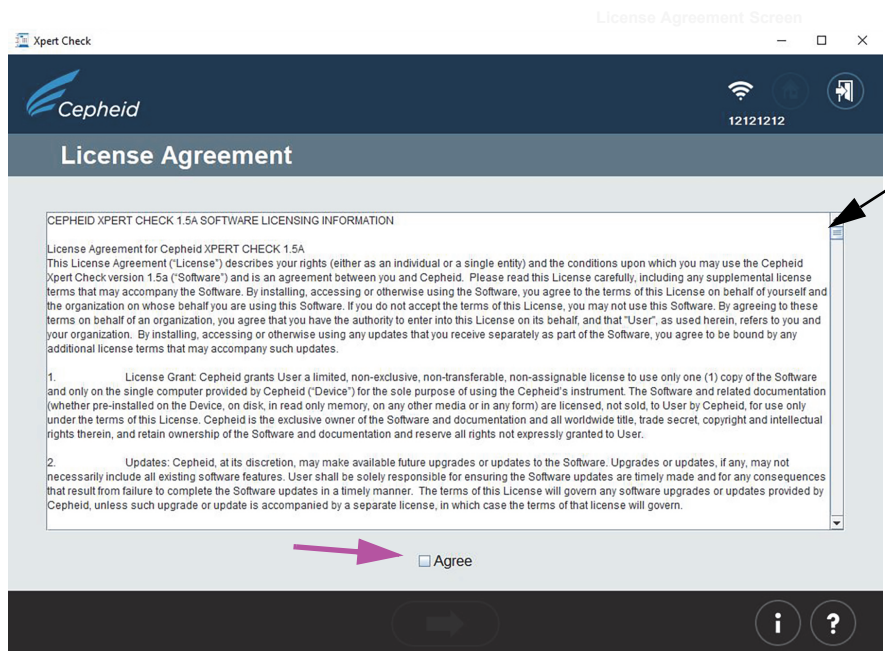 License Agreement Screen
Xpert Check
Cepheid
12121212
License Agreement
CEPHEID XPERT CHECK 1.5A SOFTWARE LICENSING INFORMATION
License Agreement for Cepheid XPERT CHECK 1.5A
This License Agreement ("License") describes your rights (either as an individual or a single entity) and the conditions upon which you may use the Cepheid
Xpert Check version 1.5a ("Software") and is an agreement between you and Cepheid. Please read this License carefully, including any supplemental license
terms that may accompany the Software. By installing, accessing or otherwise using the Software, you agree to the terms of this License on behalf of yourself and
the organization on whose behalf you are using this Software. If you do not accept the terms of this License, you may not use this Software. By agreeing to these
terms on behalf of an organization, you agree that you have the authority to enter into this License on its behalf, and that "User", as used herein, refers to you and
your organization. By installing, accessing or otherwise using any updates that you receive separately as part of the Software, you agree to be bound by any
additional license terms that may accompany such updates.
1. License Grant: Cepheid grants User a limited, non-exclusive, non-transferable, non-assignable license to use only one (1) copy of the Software
and only on the single computer provided by Cepheid ("Device") for the sole purpose of using the Cepheid's instrument. The Software and related documentation
(whether pre-installed on the Device, on disk, in read only memory, on any other media or in any form) are licensed, not sold, to User by Cepheid, for use only
under the terms of this License. Cepheid is the exclusive owner of the Software and documentation and all worldwide title, trade secret, copyright and intellectual
rights therein, and retain ownership of the Software and documentation and reserve all rights not expressly granted to User.
2. Updates: Cepheid, at its discretion, may make available future upgrades or updates to the Software. Upgrades or updates, if any, may not
necessarily include all existing software features. User shall be solely responsible for ensuring the Software updates are timely made and for any consequences
that result from failure to complete the Software updates in a timely manner. The terms of this License will govern any software upgrades or updates provided by
Cepheid, unless such upgrade or update is accompanied by a separate license, in which case the terms of that license will govern.
Agree
i ?